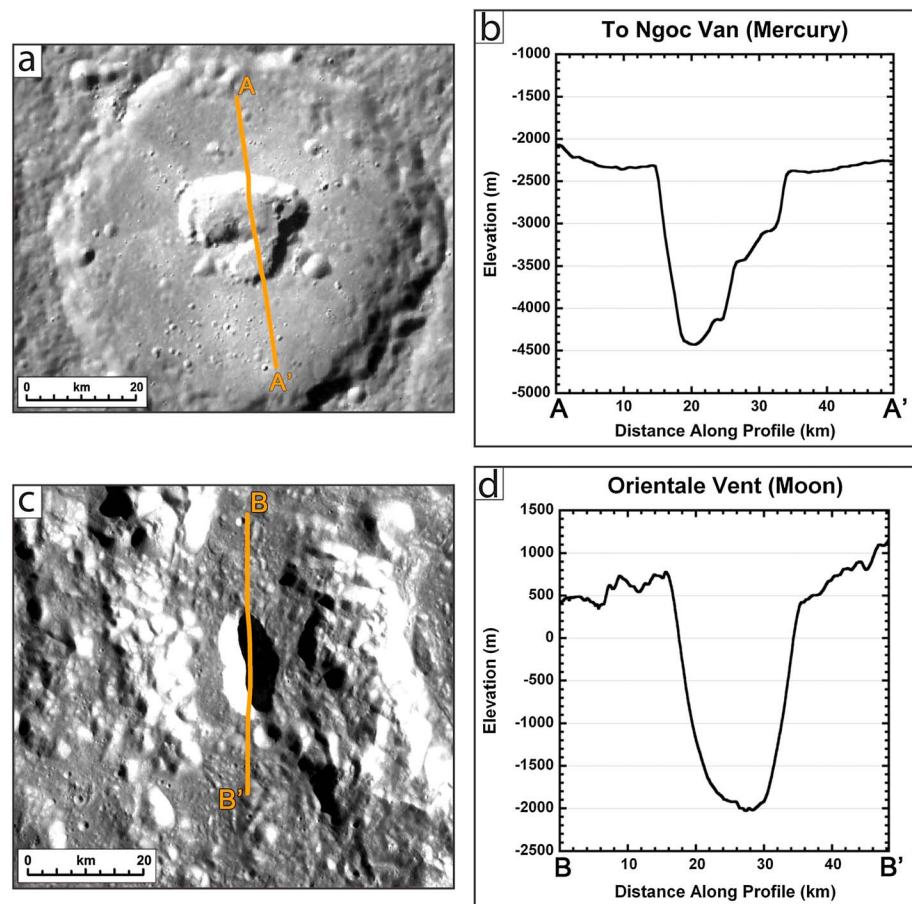 a
A
A'
0 km 20
b
To Ngoc Van (Mercury)
-1000
-1500
-2000
-2500
-3000
-3500
-4000
-4500
-5000
Elevation (m)
A 10 20 30 40 A'
Distance Along Profile (km)
c
B
B'
0 km 20
d
Orientale Vent (Moon)
1500
1000
500
0
-500
-1000
-1500
-2000
-2500
Elevation (m)
B 10 20 30 40 B'
Distance Along Profile (km)